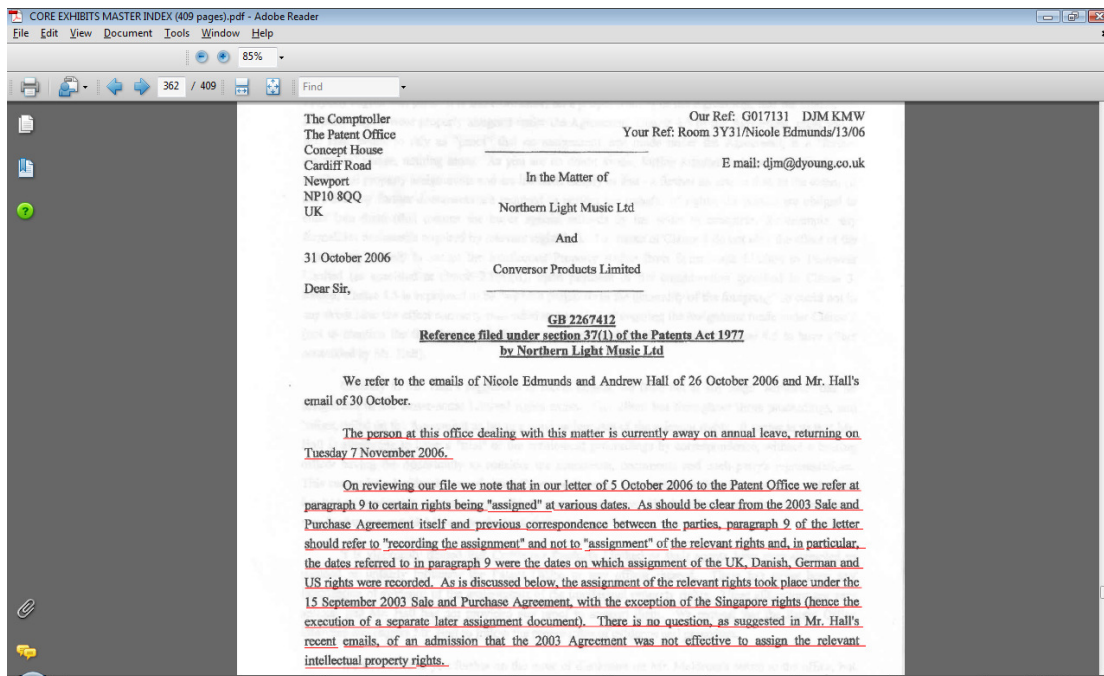 CORE EXHIBITS MASTER INDEX (409 pages).pdf - Adobe Reader
File Edit View Document Tools Window Help
85%
362 / 409 Find
The Comptroller
The Patent Office
Concept House
Cardiff Road
Newport
NP10 8QQ
UK
31 October 2006
Dear Sir,
Our Ref: G017131 DJM KMW
Your Ref: Room 3Y31/Nicole Edmunds/13/06
E mail: djm@dyoung.co.uk
In the Matter of
Northern Light Music Ltd
And
Conversor Products Limited
GB 2267412
Reference filed under section 37(1) of the Patents Act 1977
by Northern Light Music Ltd
We refer to the emails of Nicole Edmunds and Andrew Hall of 26 October 2006 and Mr. Hall's
email of 30 October.
The person at this office dealing with this matter is currently away on annual leave, returning on
Tuesday 7 November 2006.
On reviewing our file we note that in our letter of 5 October 2006 to the Patent Office we refer at
paragraph 9 to certain rights being "assigned" at various dates. As should be clear from the 2003 Sale and
Purchase Agreement itself and previous correspondence between the parties, paragraph 9 of the letter
should refer to "recording the assignment" and not to "assignment" of the relevant rights and, in particular,
the dates referred to in paragraph 9 were the dates on which assignment of the UK, Danish, German and
US rights were recorded. As is discussed below, the assignment of the relevant rights took place under the
15 September 2003 Sale and Purchase Agreement, with the exception of the Singapore rights (hence the
execution of a separate later assignment document). There is no question, as suggested in Mr. Hall's
recent emails, of an admission that the 2003 Agreement was not effective to assign the relevant
intellectual property rights.